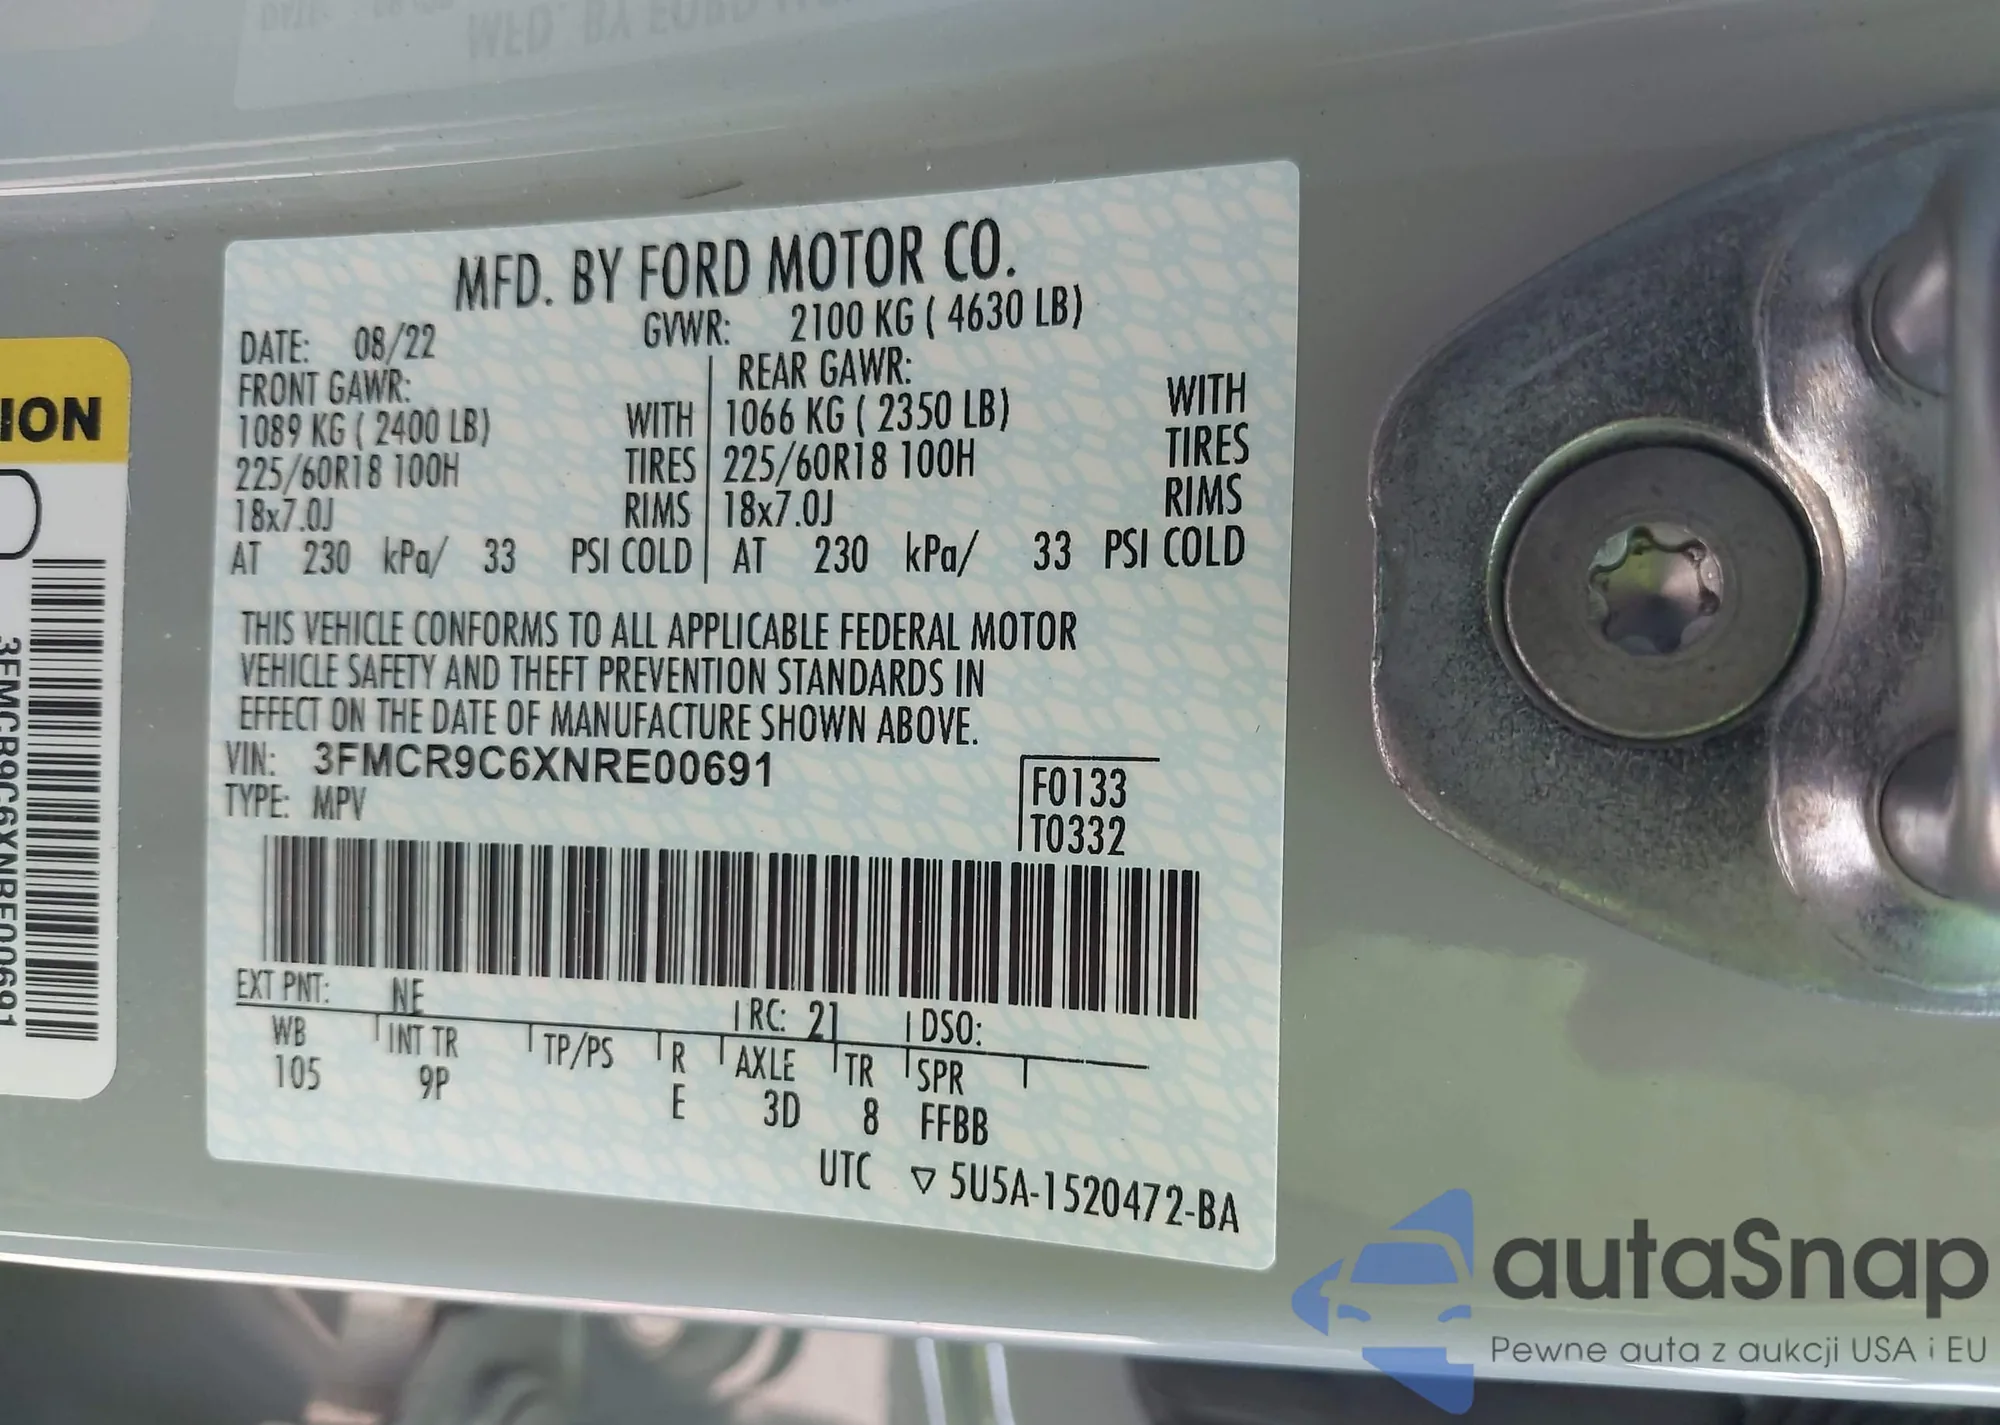 MFD. BY FORD MOTOR CO.
DATE: 08/22 GVWR: 2100 KG ( 4630 LB)
FRONT GAWR: REAR GAWR:
1089 KG ( 2400 LB) WITH 1066 KG ( 2350 LB) WITH
225/60R18 100H TIRES 225/60R18 100H TIRES
18x7.0J RIMS 18x7.0J RIMS
AT 230 kPa/ 33 PSI COLD AT 230 kPa/ 33 PSI COLD
THIS VEHICLE CONFORMS TO ALL APPLICABLE FEDERAL MOTOR
VEHICLE SAFETY AND THEFT PREVENTION STANDARDS IN
EFFECT ON THE DATE OF MANUFACTURE SHOWN ABOVE.
VIN: 3FMCR9C6XNRE00691
TYPE: MPV
F0133
T0332
EXT PNT: NE RC: 21 DSO:
WB INT TR TP/PS R AXLE TR SPR
105 9P E 3D 8 FFBB
UTC ▽ 5U5A-1520472-BA
ION
3FMCR9C6XNRE00691
autaSnap
Pewne auta z aukcji USA i EU